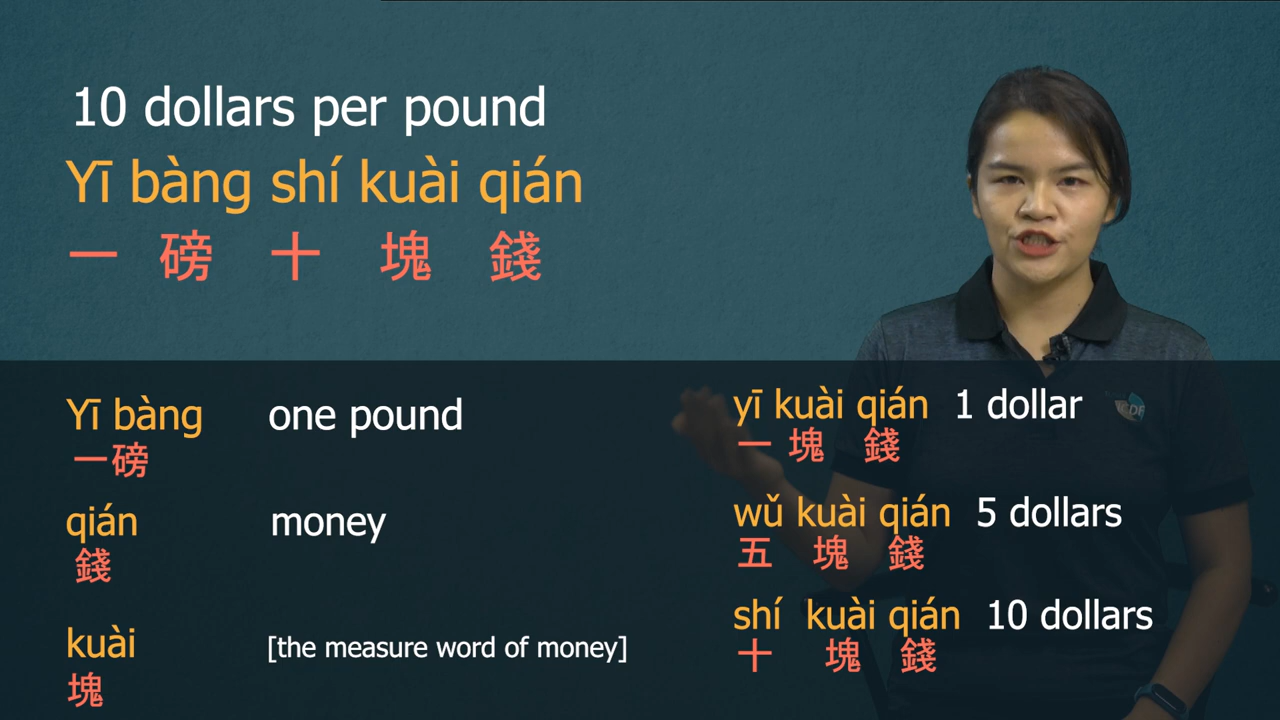 10 dollars per pound
Yī bàng shí kuài qián
一 磅 十 塊 錢
Yī bàng one pound
一磅
qián money
錢
kuài [the measure word of money]
塊
yī kuài qián 1 dollar
一 塊 錢
wǔ kuài qián 5 dollars
五 塊 錢
shí kuài qián 10 dollars
十 塊 錢